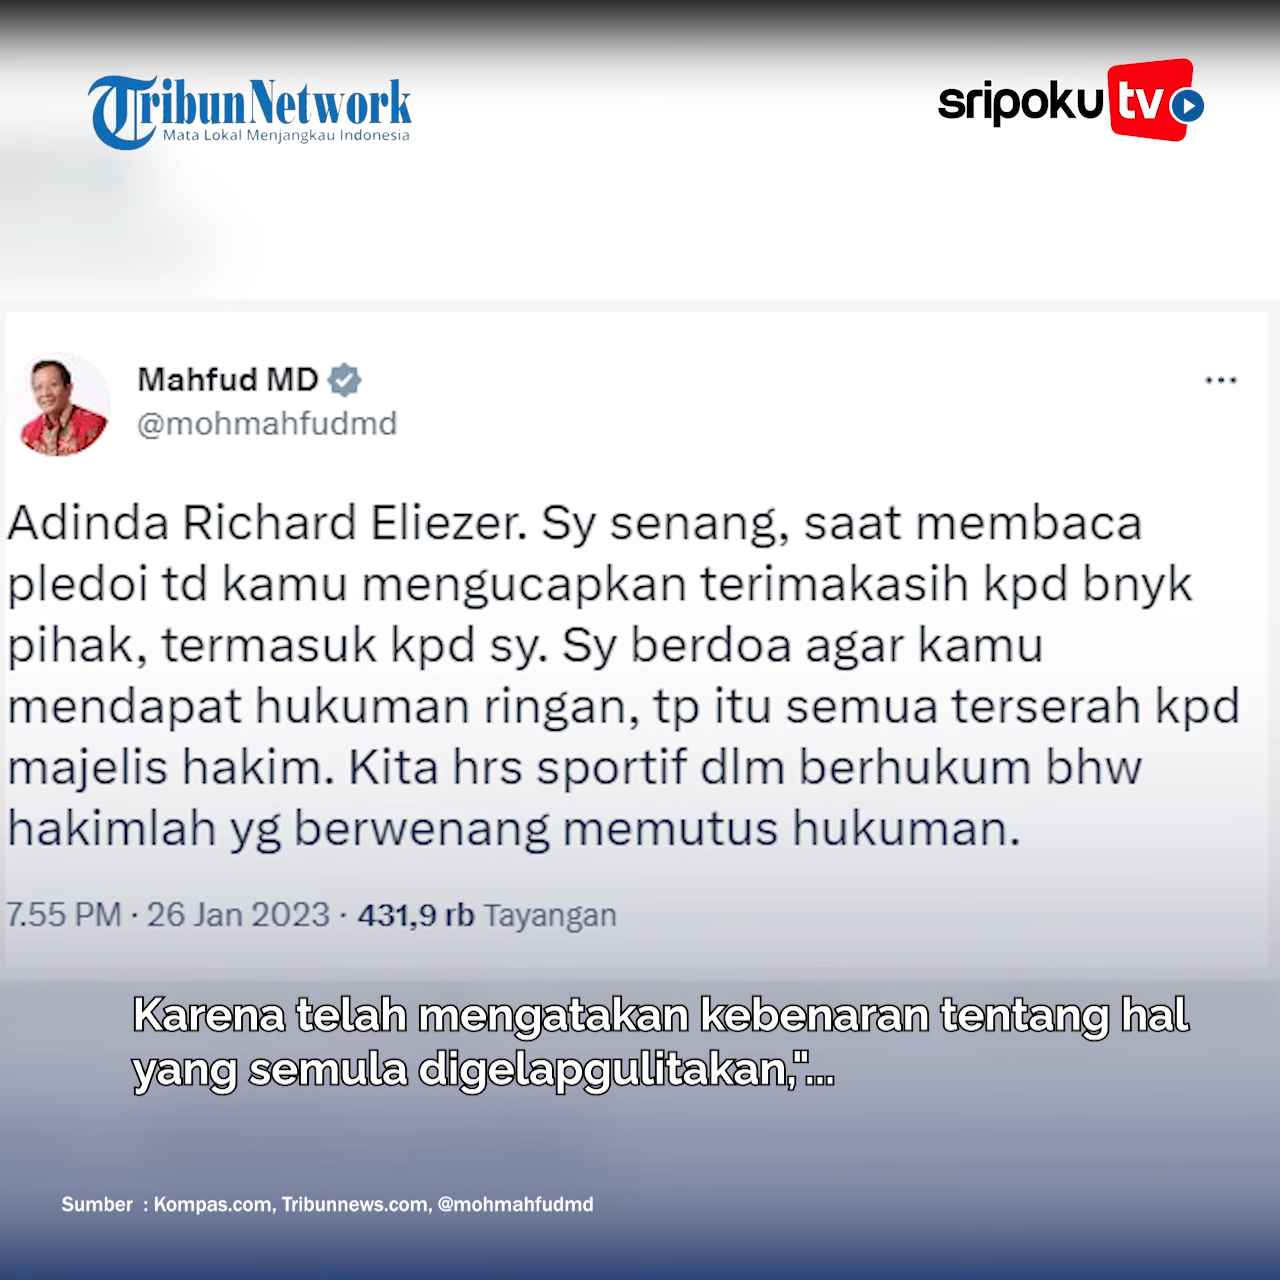 Tribun Network
Mata Lokal Menjangkau Indonesia
sripoku tv
Mahfud MD
@mohmahfudmd
Adinda Richard Eliezer. Sy senang, saat membaca
pledoi td kamu mengucapkan terimakasih kpd bnyk
pihak, termasuk kpd sy. Sy berdoa agar kamu
mendapat hukuman ringan, tp itu semua terserah kpd
majelis hakim. Kita hrs sportif dlm berhukum bhw
hakimlah yg berwenang memutus hukuman.
7.55 PM · 26 Jan 2023 · 431,9 rb Tayangan
Karena telah mengatakan kebenaran tentang hal
yang semula digelapgulitakan,"...
Sumber : Kompas.com, Tribunnews.com, @mohmahfudmd